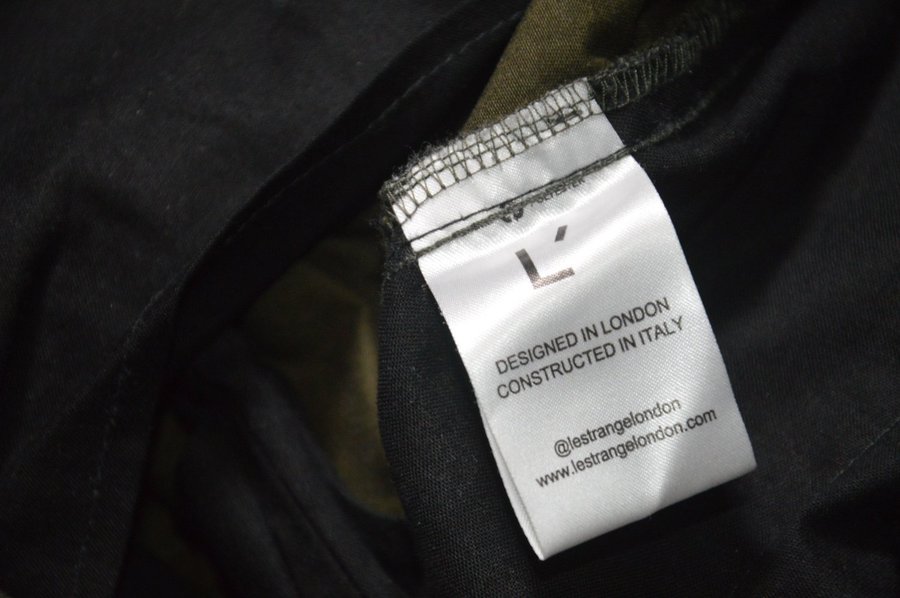 L´
DESIGNED IN LONDON
CONSTRUCTED IN ITALY
@lestrangelondon
www.lestrangelondon.com